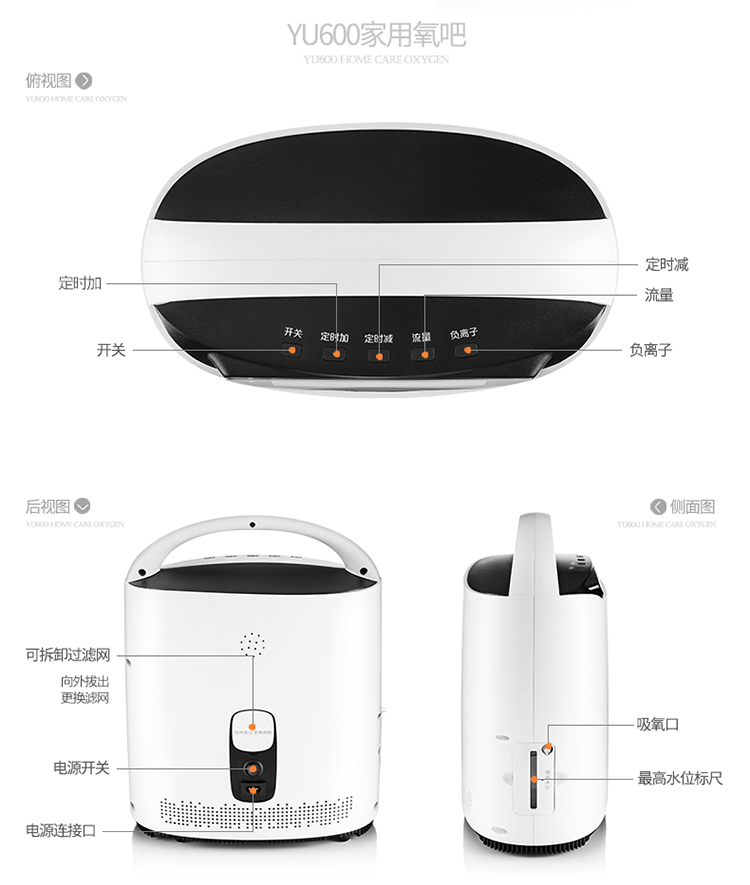 YU600家用氧吧
YU600 HOME CARE OXYGEN
俯视图
YU600 HOME CARE OXYGEN
定时减
定时加
流量
开关 定时加 定时减 流量 负离子
开关
负离子
后视图
YU600 HOME CARE OXYGEN
侧面图
YU600 HOME CARE OXYGEN
可拆卸过滤网
向外拔出
更换滤网
吸氧口
电源开关
最高水位标尺
电源连接口